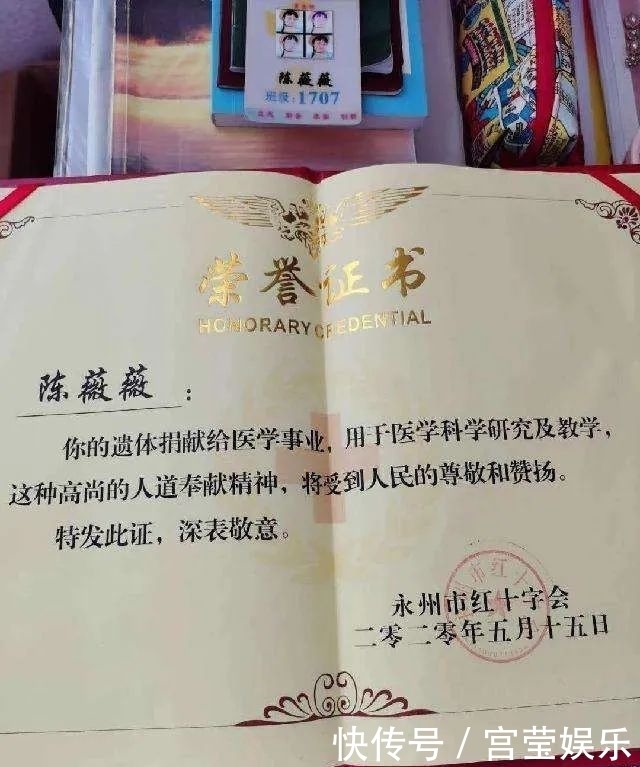 陈薇薇
班级:1707
荣誉证书
HONORARY CREDENTIAL
陈薇薇:
你的遗体捐献给医学事业,用于医学科学研究及教学,
这种高尚的人道奉献精神,将受到人民的尊敬和赞扬。
特发此证,深表敬意。
永州市红十字会
二零二零年五月十五日
快传号/宫莹娱乐